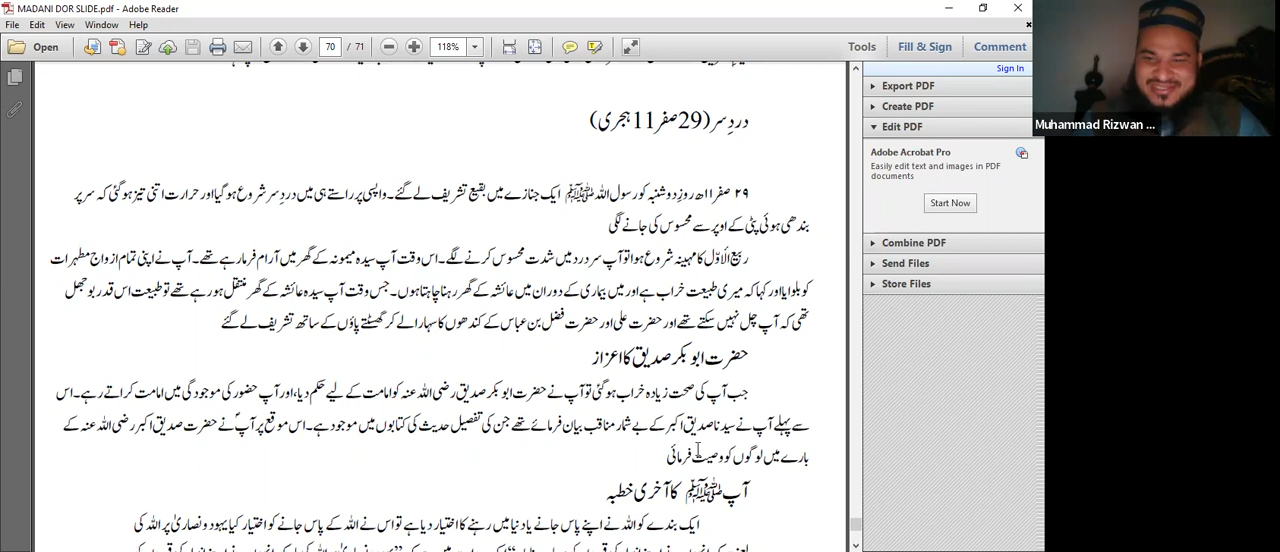 MADANI DOR SLIDE.pdf - Adobe Reader
File Edit View Window Help
Open 70 / 71 118% Tools Fill & Sign Comment
Sign In
Export PDF
Create PDF
Edit PDF
Adobe Acrobat Pro
Easily edit text and images in PDF documents
Start Now
Combine PDF
Send Files
Store Files
Muhammad Rizwan ...
دردِ سر (29 صفر 11 ہجری)
۲۹ صفر ۱۱ھ روزِ دوشنبہ کو رسول اللہ ﷺ ایک جنازے میں بقیع تشریف لے گئے۔ واپسی پر راستے ہی میں دردِ سر شروع ہو گیا اور حرارت اتنی تیز ہو گئی کہ سر پر
بندھی ہوئی پٹی کے اوپر سے محسوس کی جانے لگی
ربیع الاَوّل کا مہینہ شروع ہوا تو آپ سر درد میں شدت محسوس کرنے لگے۔ اس وقت آپ سیدہ میمونہ کے گھر میں آرام فرما رہے تھے۔ آپ نے اپنی تمام ازواج مطہرات
کو بلوایا اور کہا کہ میری طبیعت خراب ہے اور میں بیماری کے دوران میں عائشہ کے گھر رہنا چاہتا ہوں۔ جس وقت آپ سیدہ عائشہ کے گھر منتقل ہو رہے تھے تو طبیعت اس قدر بوجھل
تھی کہ آپ چل نہیں سکتے تھے اور حضرت علی اور حضرت فضل بن عباس کے کندھوں کا سہارا لے کر گھسٹتے پاؤں کے ساتھ تشریف لے گئے
حضرت ابو بکر صدیق کا اعزاز
جب آپ کی صحت زیادہ خراب ہو گئی تو آپ نے حضرت ابو بکر صدیق رضی اللہ عنہ کو امامت کے لیے حکم دیا، اور آپ حضور کی موجودگی میں امامت کراتے رہے۔ اس
سے پہلے آپ نے سیدنا صدیق اکبر کے بے شمار مناقب بیان فرمائے تھے جن کی تفصیل حدیث کی کتابوں میں موجود ہے۔ اس موقع پر آپؐ نے حضرت صدیق اکبر رضی اللہ عنہ کے
بارے میں لوگوں کو وصیت فرمائی
آپ ﷺ کا آخری خطبہ
ایک بندے کو اللہ نے اپنے پاس جانے یا دنیا میں رہنے کا اختیار دیا ہے تو اس نے اللہ کے پاس جانے کو اختیار کیا یہود و نصاریٰ پر اللہ کی